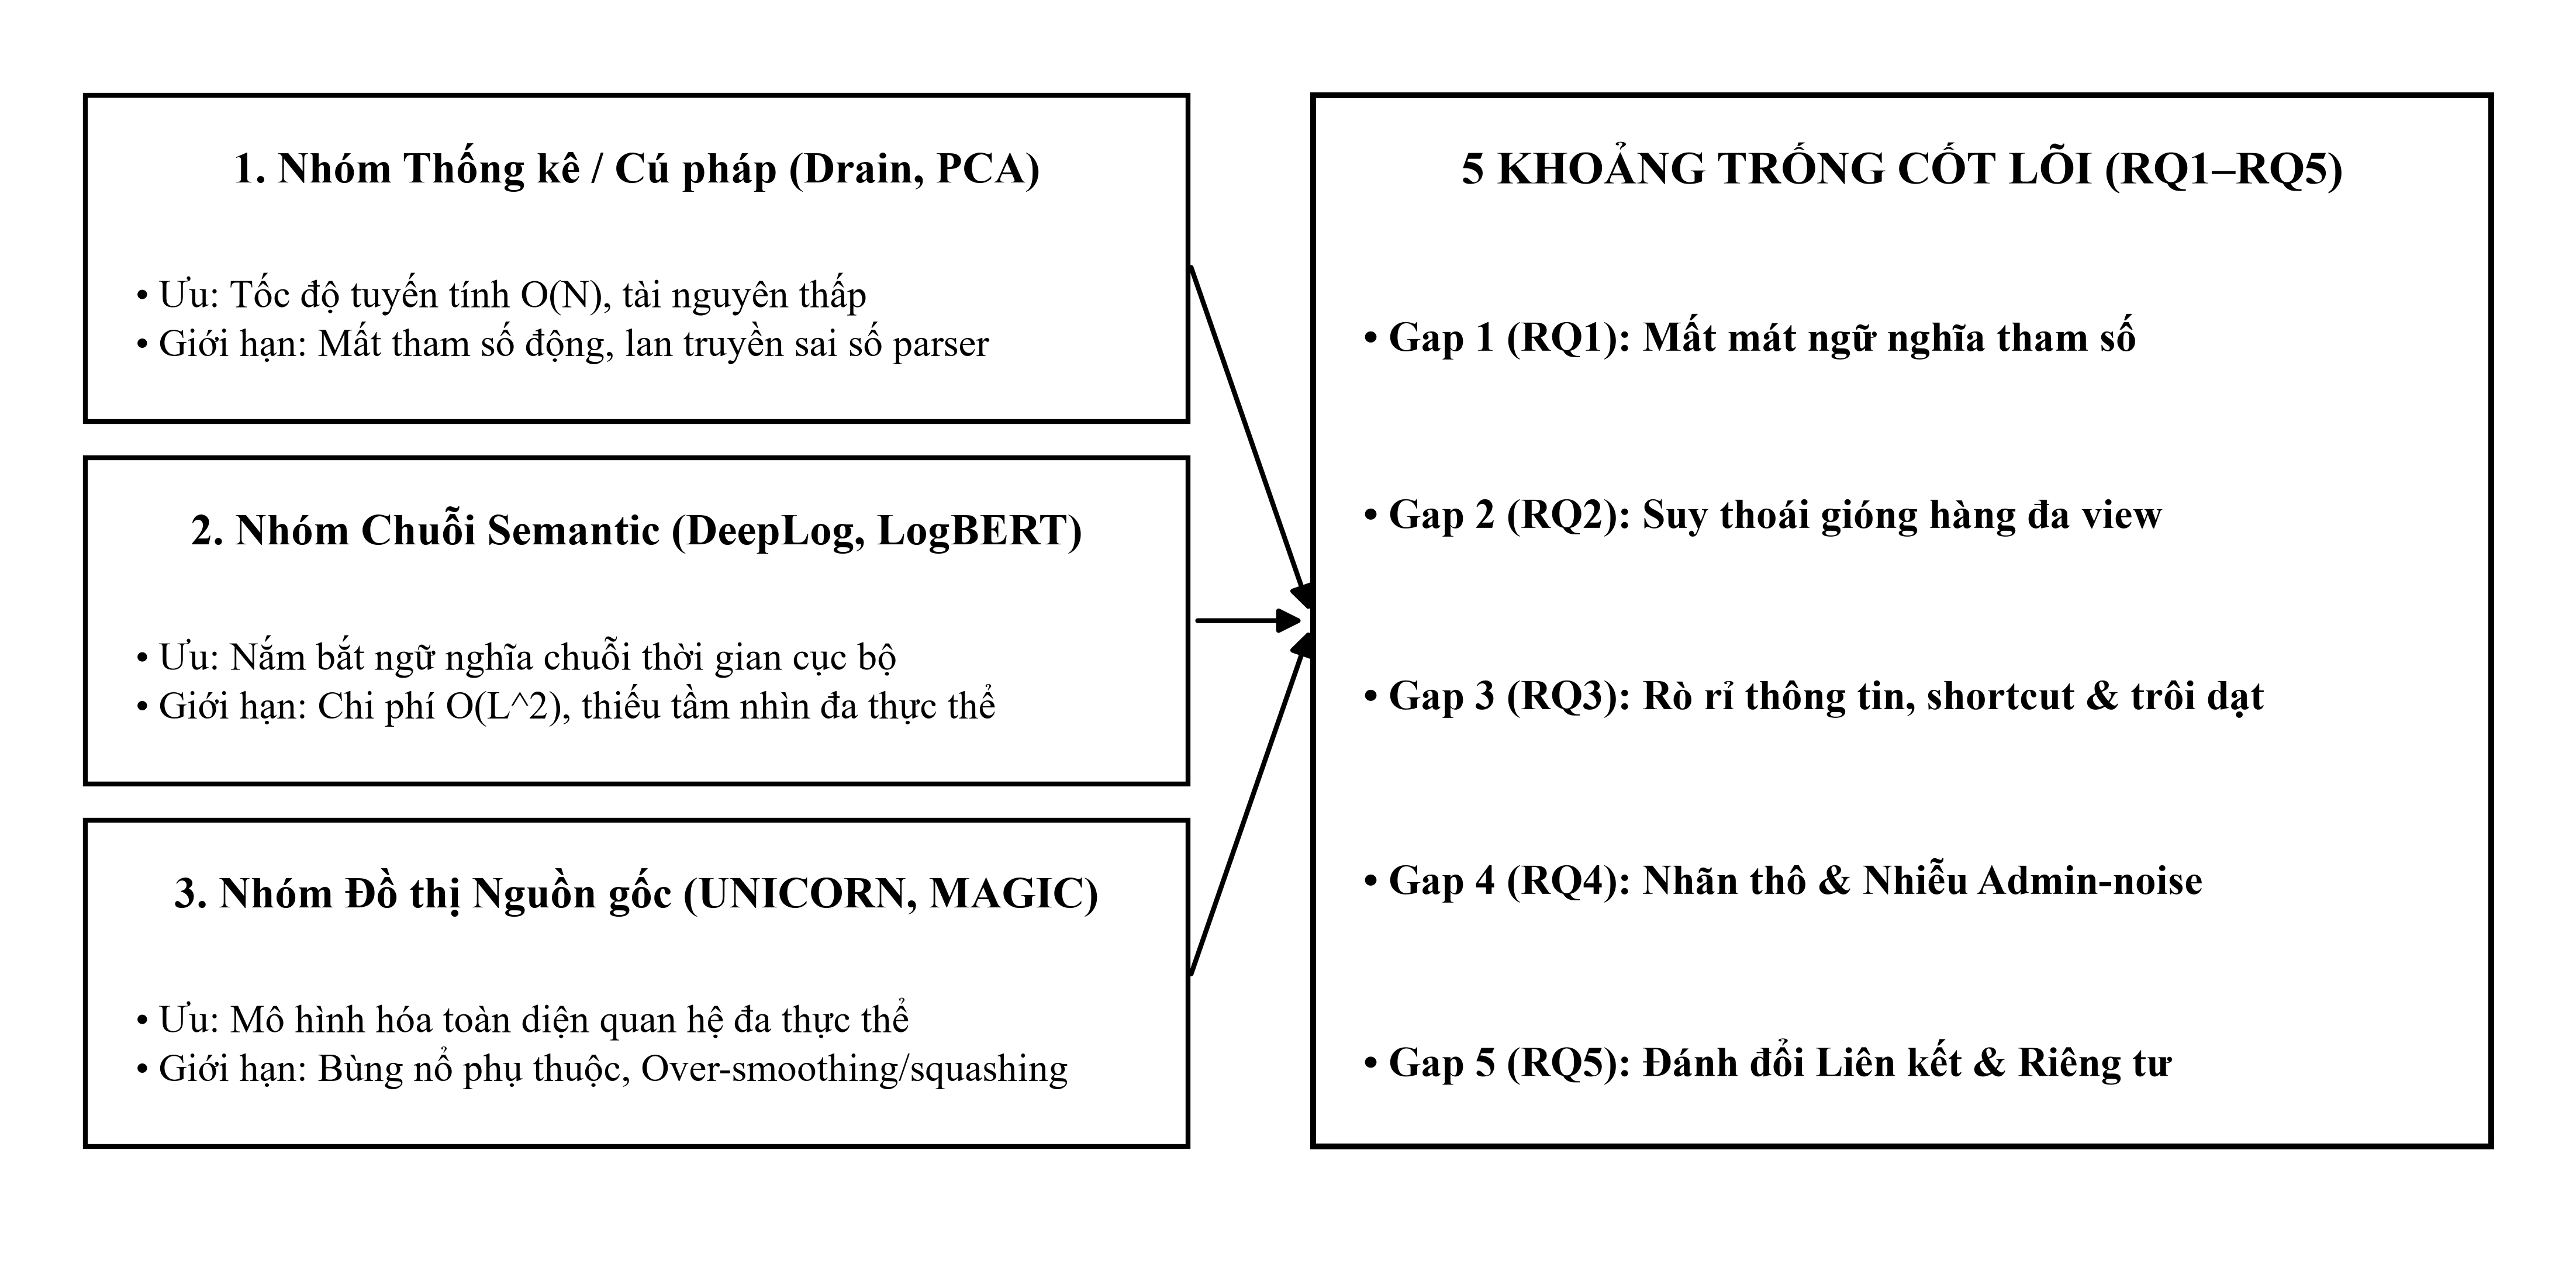 1. Nhóm Thống kê / Cú pháp (Drain, PCA)
• Ưu: Tốc độ tuyến tính O(N), tài nguyên thấp
• Giới hạn: Mất tham số động, lan truyền sai số parser
2. Nhóm Chuỗi Semantic (DeepLog, LogBERT)
• Ưu: Nắm bắt ngữ nghĩa chuỗi thời gian cục bộ
• Giới hạn: Chi phí O(L^2), thiếu tầm nhìn đa thực thể
3. Nhóm Đồ thị Nguồn gốc (UNICORN, MAGIC)
• Ưu: Mô hình hóa toàn diện quan hệ đa thực thể
• Giới hạn: Bùng nổ phụ thuộc, Over-smoothing/squashing
5 KHOẢNG TRỐNG CỐT LÕI (RQ1–RQ5)
• Gap 1 (RQ1): Mất mát ngữ nghĩa tham số
• Gap 2 (RQ2): Suy thoái gióng hàng đa view
• Gap 3 (RQ3): Rò rỉ thông tin, shortcut & trôi dạt
• Gap 4 (RQ4): Nhãn thô & Nhiễu Admin-noise
• Gap 5 (RQ5): Đánh đổi Liên kết & Riêng tư